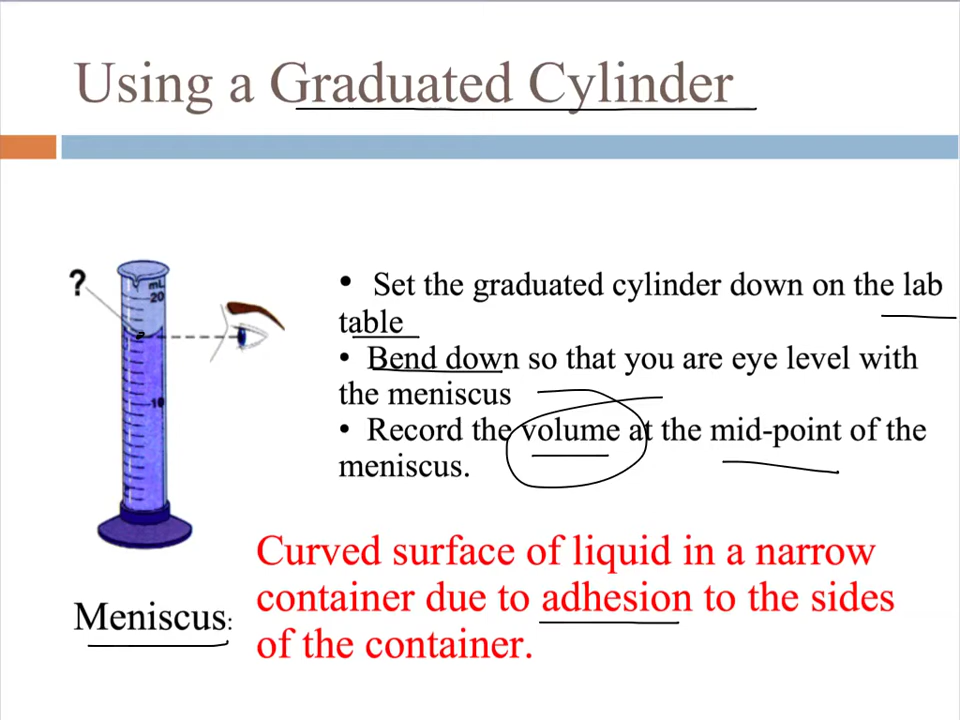 Using a Graduated Cylinder
?
mL
20
10
• Set the graduated cylinder down on the lab
table
• Bend down so that you are eye level with
the meniscus
• Record the volume at the mid-point of the
meniscus.
Curved surface of liquid in a narrow
container due to adhesion to the sides
of the container.
Meniscus: